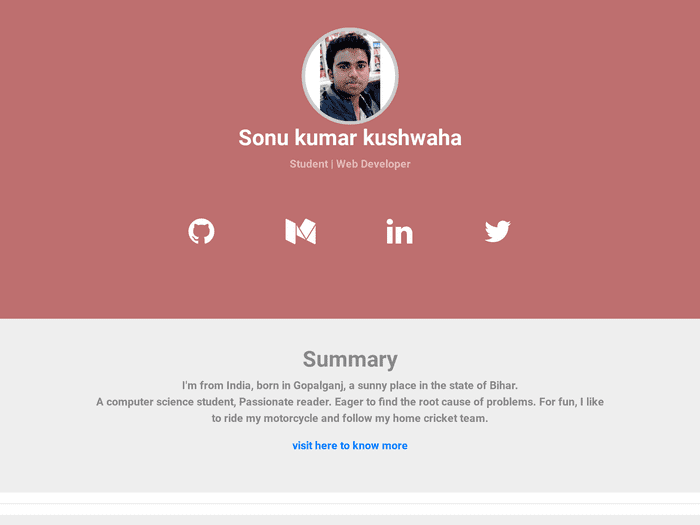 Sonu kumar kushwaha
Student | Web Developer
Summary
I'm from India, born in Gopalganj, a sunny place in the state of Bihar.
A computer science student, Passionate reader. Eager to find the root cause of problems. For fun, I like
to ride my motorcycle and follow my home cricket team.
visit here to know more